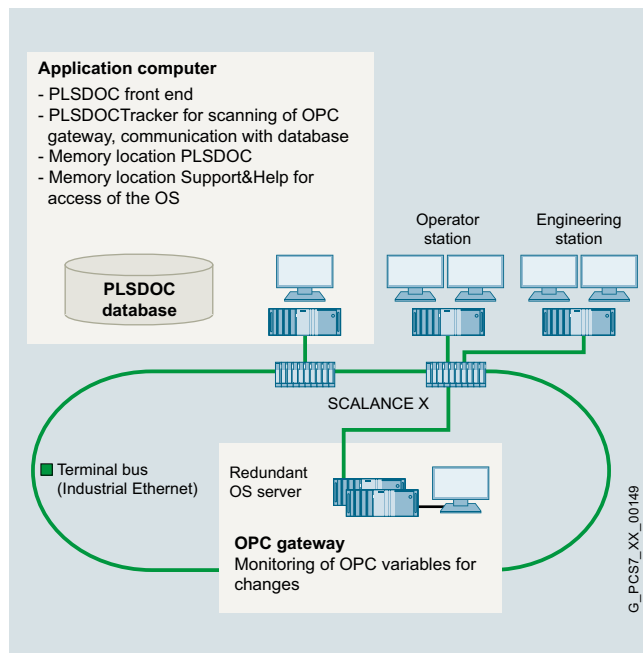 Application computer
- PLSDOC front end
- PLSDOCTracker for scanning of OPC
gateway, communication with database
- Memory location PLSDOC
- Memory location Support&Help for
access of the OS
PLSDOC
database
Operator
station
Engineering
station
SCALANCE X
Terminal bus
(Industrial Ethernet)
Redundant
OS server
OPC gateway
Monitoring of OPC variables for
changes
G_PCS7_XX_00149